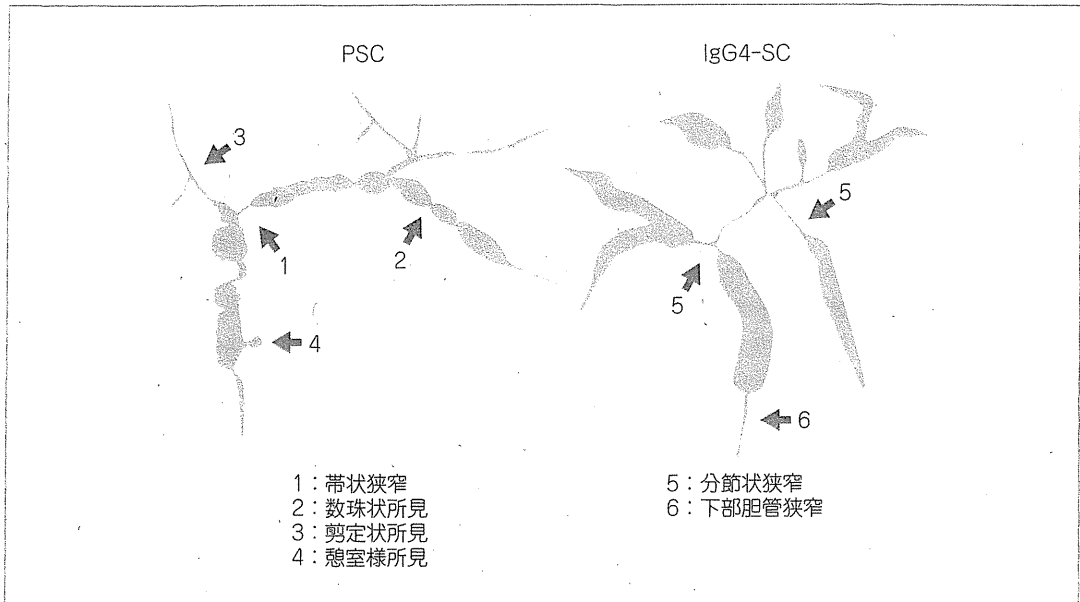 PSC
IgG4-SC
3
1
2
4
5
5
6
1：帯状狭窄
2：数珠状所見
3：剪定状所見
4：憩室様所見
5：分節状狭窄
6：下部胆管狭窄